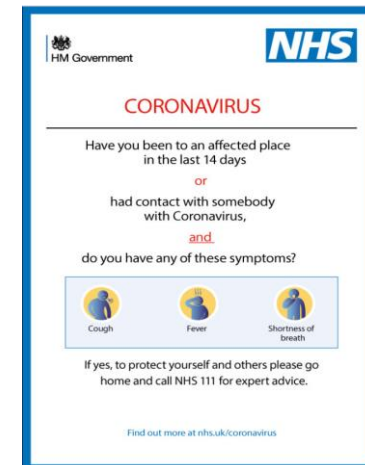 HM Government
NHS
CORONAVIRUS
Have you been to an affected place
in the last 14 days
or
had contact with somebody
with Coronavirus,
and
do you have any of these symptoms?
Cough
Fever
Shortness of
breath
If yes, to protect yourself and others please go
home and call NHS 111 for expert advice.
Find out more at nhs.uk/coronavirus